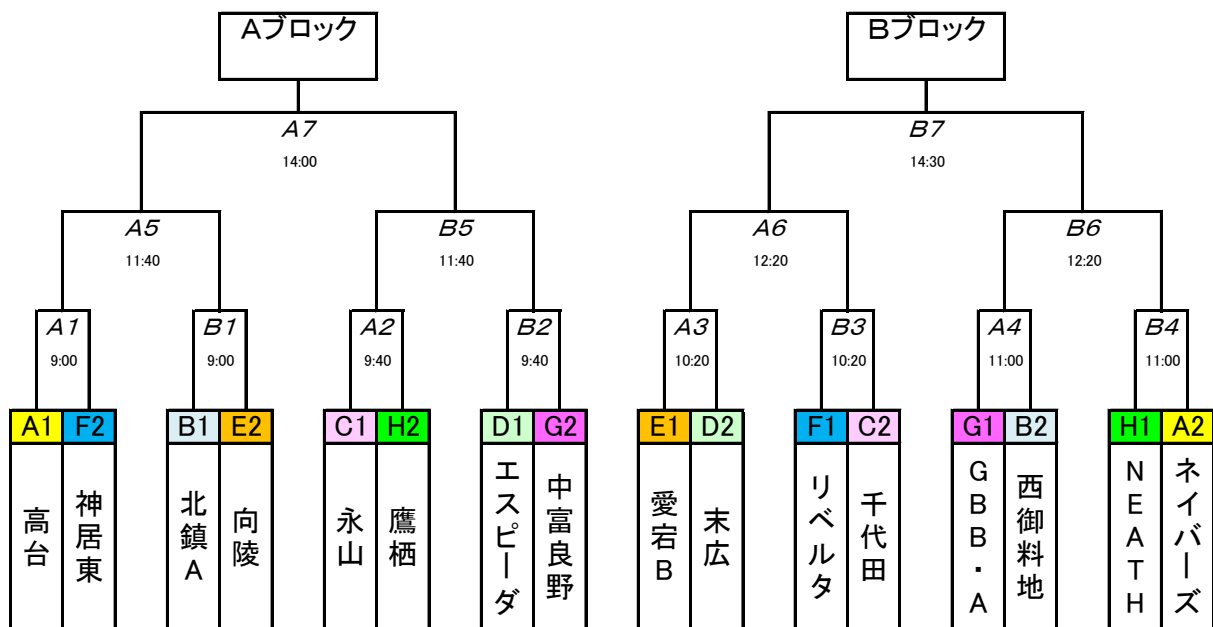 Aブロック
Bブロック
A7
B7
14:00
14:30
A5
B5
A6
B6
11:40
11:40
12:20
12:20
A1
B1
A2
B2
A3
B3
A4
B4
9:00
9:00
9:40
9:40
10:20
10:20
11:00
11:00
A1 F2 B1 E2 C1 H2 D1 G2 E1 D2 F1 C2 G1 B2 H1 A2
高台
神居東
北鎮A
向陵
永山
鷹栖
エスピーダ
中富良野
愛宕B
末広
リベルタ
千代田
GBB・A
西御料地
NEATH
ネイバーズ